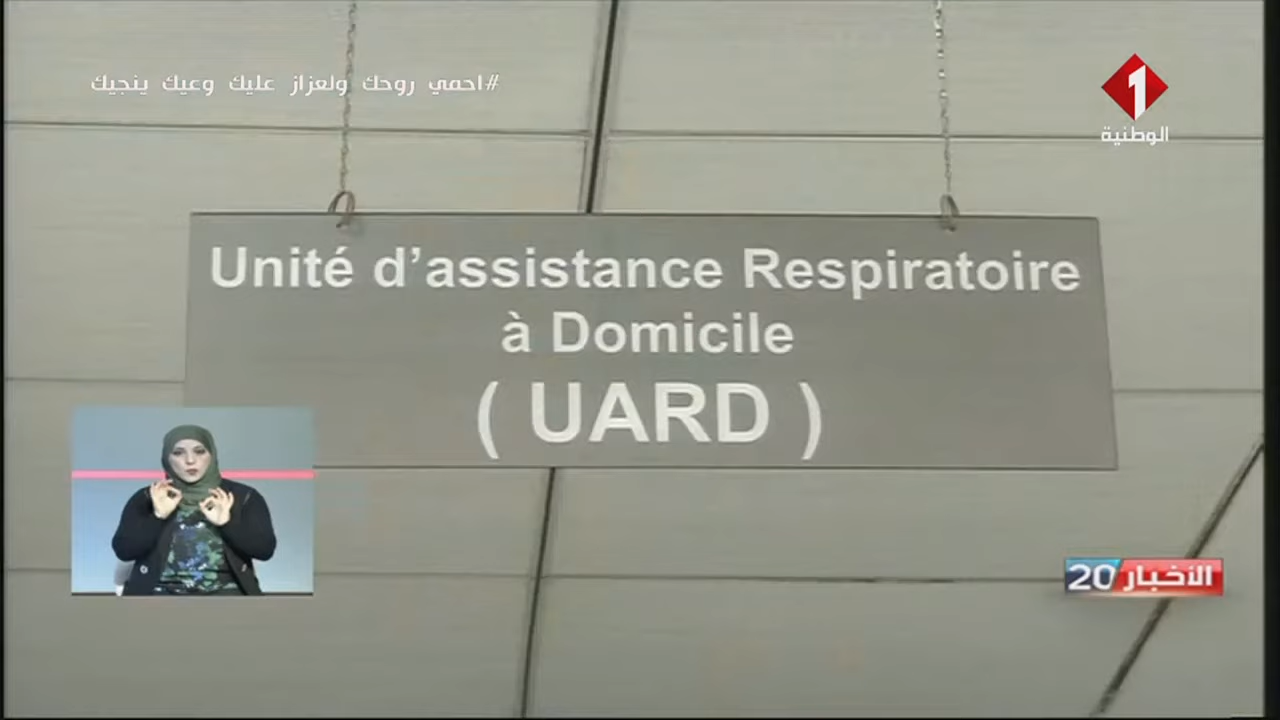 #احمي روحك ولعزاز عليك وعيك ينجيك
1
الوطنية
Unité d’assistance Respiratoire
à Domicile
( UARD )
الأخبار 20